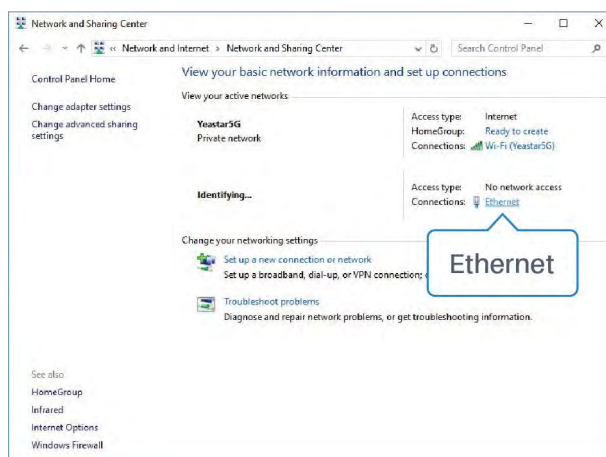 Network and Sharing Center
« Network and Internet > Network and Sharing Center
Search Control Panel
Control Panel Home
Change adapter settings
Change advanced sharing
settings
View your basic network information and set up connections
View your active networks
Yeastar5G
Private network
Access type: Internet
HomeGroup: Ready to create
Connections: Wi-Fi (Yeastar5G)
Identifying...
Access type: No network access
Connections: Ethernet
Change your networking settings
Set up a new connection or network
Set up a broadband, dial-up, or VPN connection;
Ethernet
Troubleshoot problems
Diagnose and repair network problems, or get troubleshooting information.
See also
HomeGroup
Infrared
Internet Options
Windows Firewall